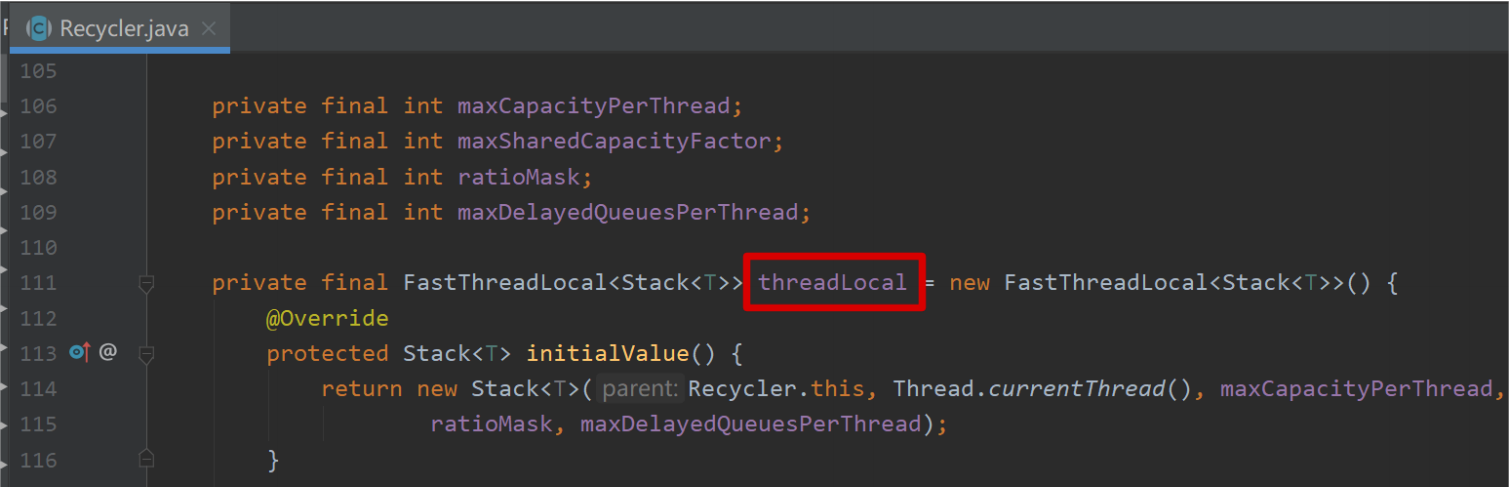 Recycler.java
105
106 private final int maxCapacityPerThread;
107 private final int maxSharedCapacityFactor;
108 private final int ratioMask;
109 private final int maxDelayedQueuesPerThread;
110
111 private final FastThreadLocal<Stack<T>> threadLocal = new FastThreadLocal<Stack<T>>() {
112 @Override
113 @ protected Stack<T> initialValue() {
114 return new Stack<T>( parent: Recycler.this, Thread.currentThread(), maxCapacityPerThread,
115 ratioMask, maxDelayedQueuesPerThread);
116 }